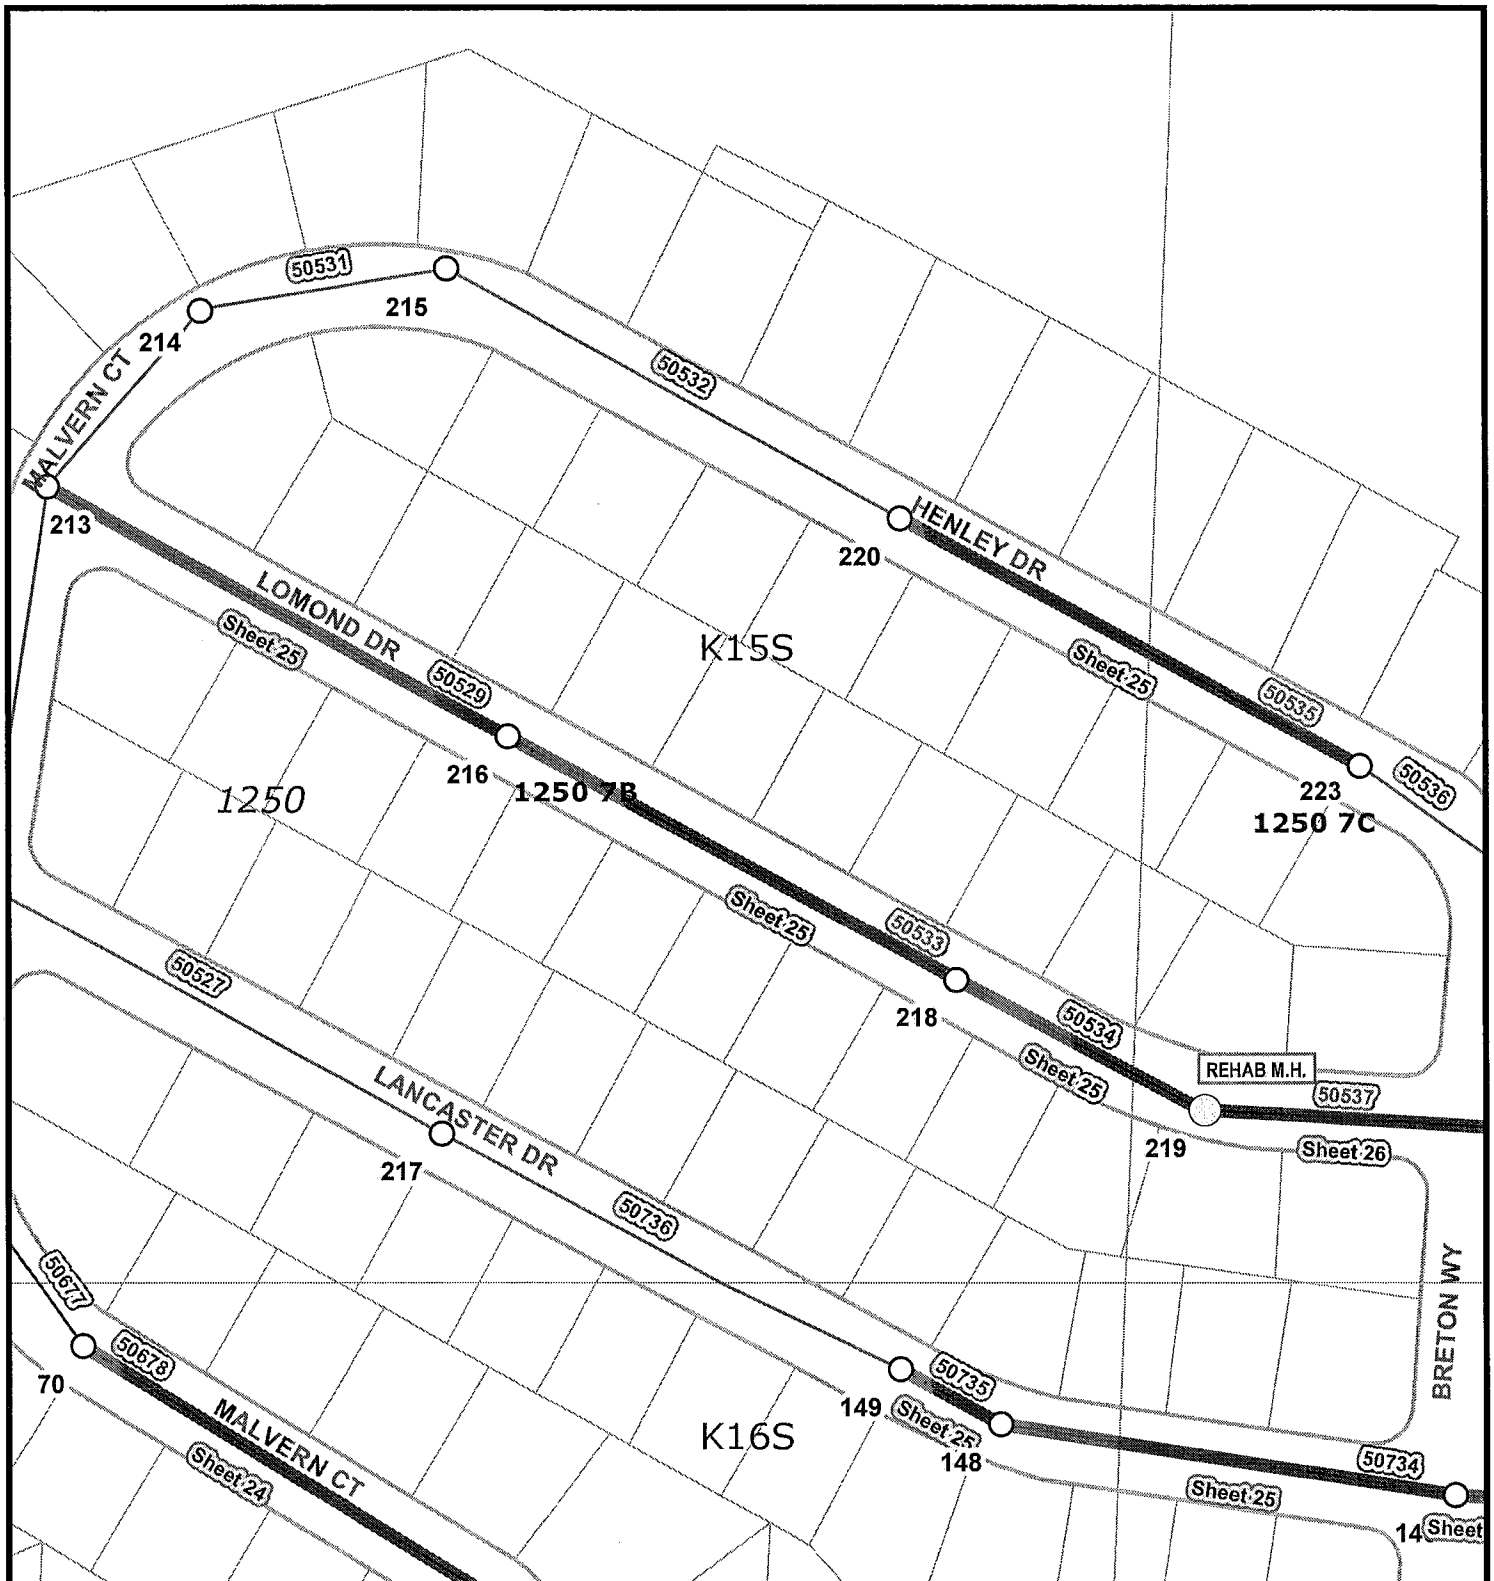 50531
215
214
MALVERN CT
50532
213
HENLEY DR
220
LOMOND DR
Sheet 25
K15S
Sheet 25
50529
50535
216
1250 7B
1250
50536
223
1250 7C
Sheet 25
50533
50527
218
50534
Sheet 25
REHAB M.H.
50537
LANCASTER DR
219
Sheet 26
217
50736
50677
BRETON WY
50678
70
50735
149
Sheet 25
MALVERN CT
K16S
148
50734
Sheet 24
Sheet 25
14
Sheet